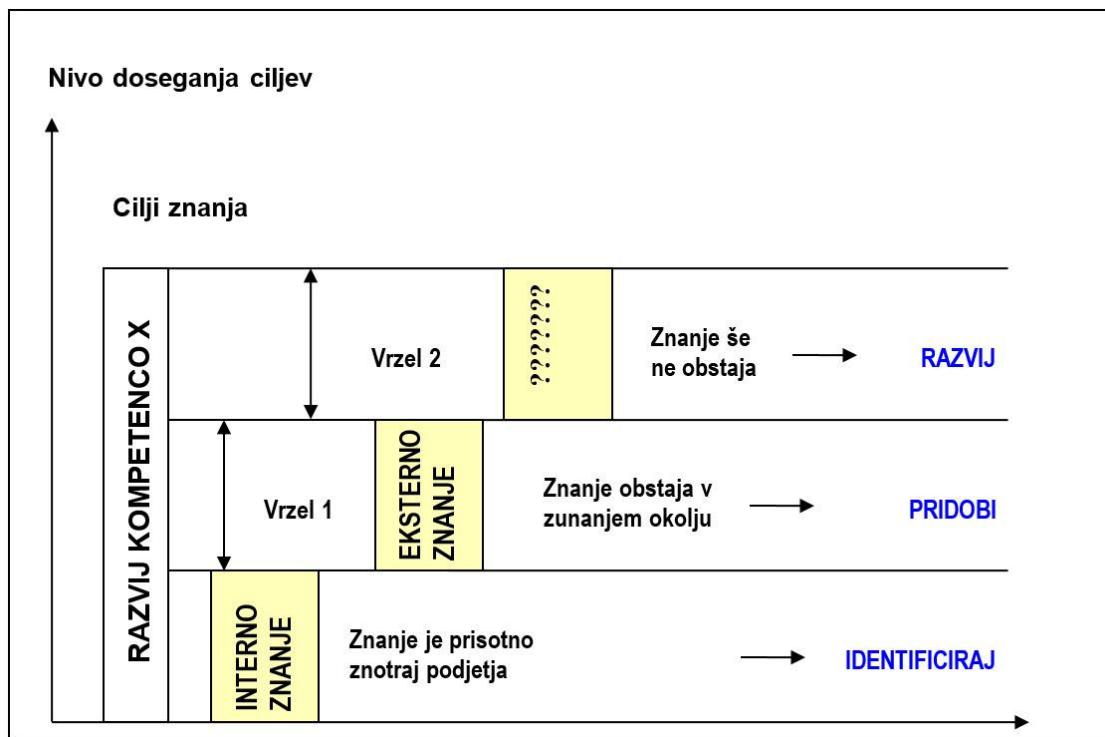 Nivo doseganja ciljev
Cilji znanja
RAZVIJ KOMPETENCO X
Vrzel 2
????????
Znanje še
ne obstaja
RAZVIJ
Vrzel 1
EKSTERNO
ZNANJE
Znanje obstaja v
zunanjem okolju
PRIDOBI
INTERNO
ZNANJE
Znanje je prisotno
znotraj podjetja
IDENTIFICIRAJ